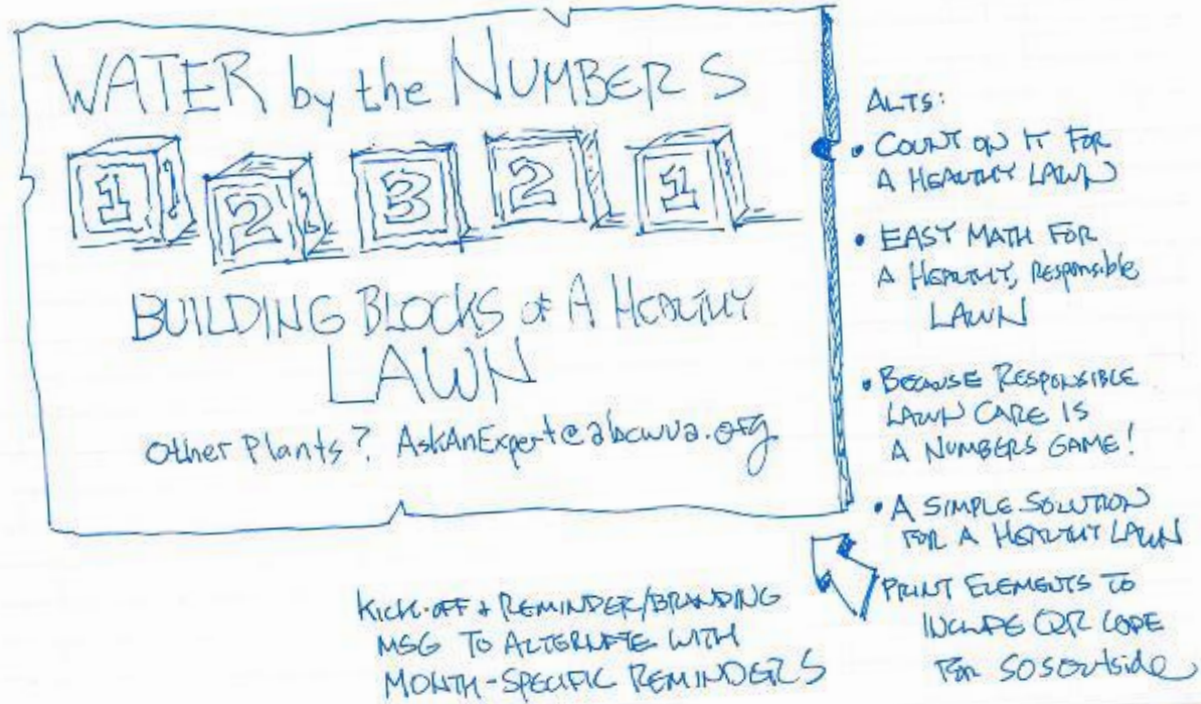 WATER by the NUMBERS
1 2 3 2 1
BUILDING BLOCKS of A HEALTHY
LAWN
Other Plants? AskAnExpert@abcwua.org
ALTS:
• COUNT ON IT FOR
A HEALTHY LAWN
• EASY MATH FOR
A HEALTHY, Responsible
LAWN
• BECAUSE RESPONSIBLE
LAWN CARE IS
A NUMBERS GAME!
• A SIMPLE SOLUTION
FOR A HEALTHY LAWN
PRINT ELEMENTS TO
INCLUDE QR CODE
FOR 505Outside
KICK-OFF & REMINDER/BRANDING
MSG TO ALTERNATE WITH
MONTH-SPECIFIC REMINDERS